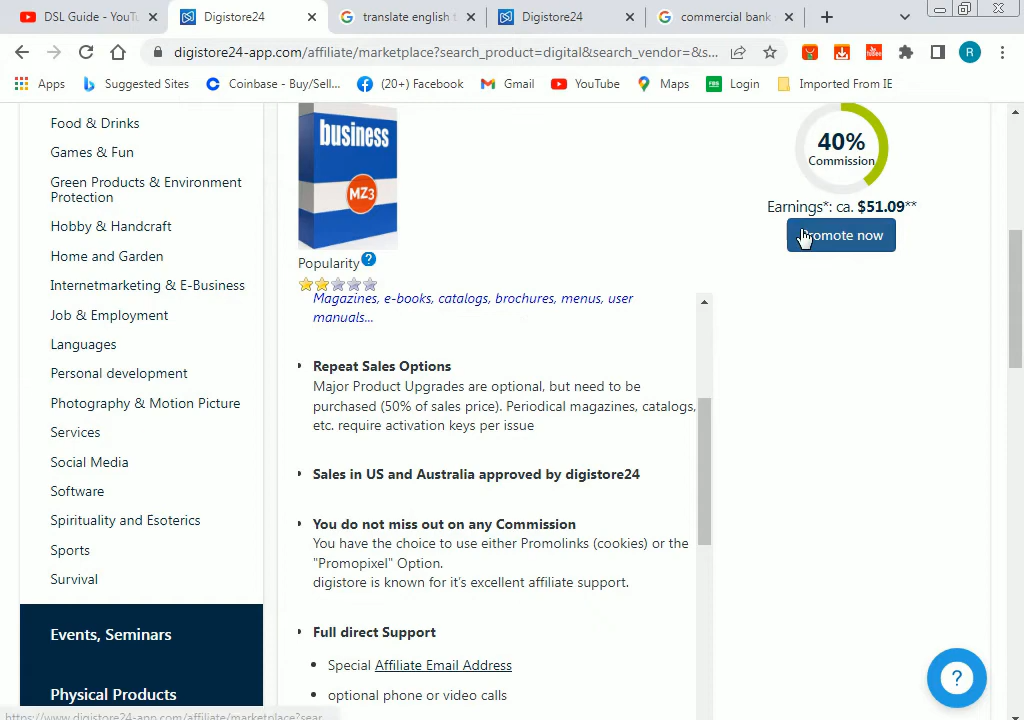 DSL Guide - YouTu
Digistore24
translate english t
Digistore24
commercial bank
digistore24-app.com/affiliate/marketplace?search_product=digital&search_vendor=&s...
R
Apps
Suggested Sites
Coinbase - Buy/Sell...
(20+) Facebook
Gmail
YouTube
Maps
Login
Imported From IE
Food & Drinks
Games & Fun
Green Products & Environment
Protection
Hobby & Handcraft
Home and Garden
Internetmarketing & E-Business
Job & Employment
Languages
Personal development
Photography & Motion Picture
Services
Social Media
Software
Spirituality and Esoterics
Sports
Survival
Events, Seminars
Physical Products
business
MZ3
Popularity
?
Magazines, e-books, catalogs, brochures, menus, user
manuals...
Repeat Sales Options
Major Product Upgrades are optional, but need to be
purchased (50% of sales price). Periodical magazines, catalogs,
etc. require activation keys per issue
Sales in US and Australia approved by digistore24
You do not miss out on any Commission
You have the choice to use either Promolinks (cookies) or the
"Promopixel" Option.
digistore is known for it's excellent affiliate support.
Full direct Support
Special Affiliate Email Address
optional phone or video calls
40%
Commission
Earnings*: ca. $51.09**
Promote now
?
https://www.digistore24-app.com/affiliate/marketplace?sear